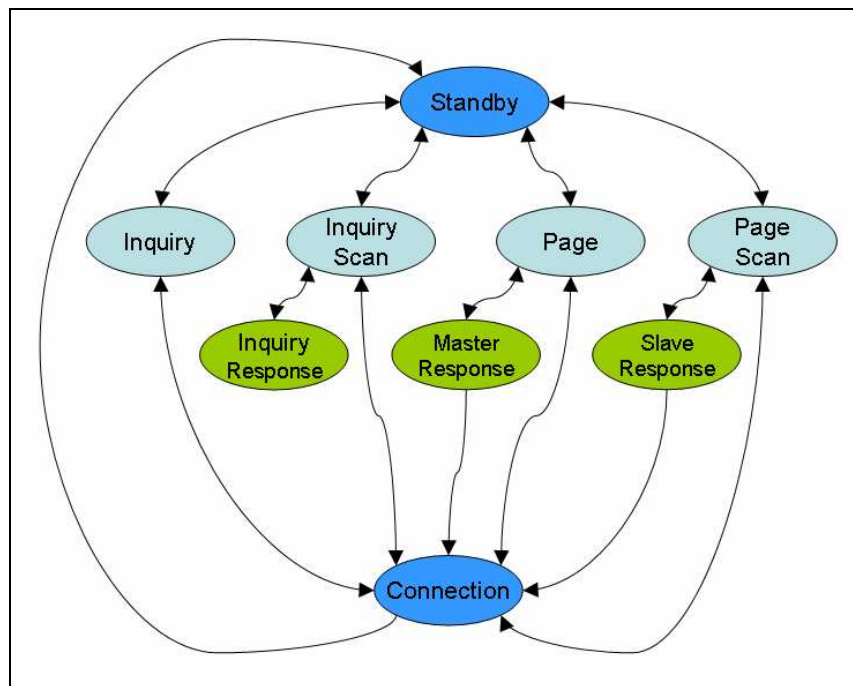 Standby
Inquiry
Inquiry
Scan
Page
Page
Scan
Inquiry
Response
Master
Response
Slave
Response
Connection